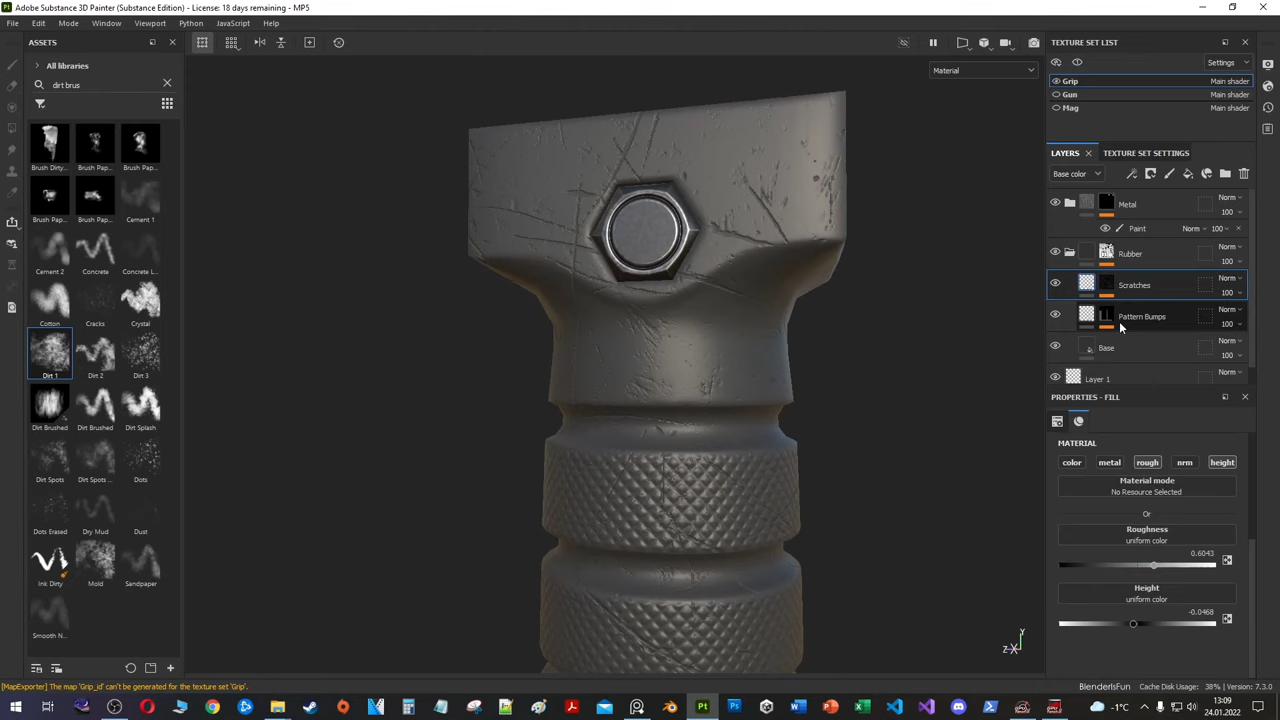 Adobe Substance 3D Painter (Substance Edition) - License: 18 days remaining - MP5
File Edit Mode Window Viewport Python JavaScript Help
ASSETS
All libraries
dirt brus
Brush Dirty... Brush Pap... Brush Pap...
Brush Pap... Brush Pap... Cement 1
Cement 2 Concrete Concrete L...
Cotton Cracks Crystal
Dirt 1 Dirt 2 Dirt 3
Dirt Brushed Dirt Brushed Dirt Splash
Dirt Spots Dirt Spots ... Dots
Dots Erased Dry Mud Dust
Ink Dirty Mold Sandpaper
Smooth N...
Material
Y
Z X
TEXTURE SET LIST
Settings
Grip Main shader
Gun Main shader
Mag Main shader
LAYERS TEXTURE SET SETTINGS
Base color
Metal Norm 100
Paint Norm 100
Rubber Norm 100
Scratches Norm 100
Pattern Bumps Norm 100
Base Norm 100
Layer 1 Norm
PROPERTIES - FILL
MATERIAL
color metal rough nrm height
Material mode
No Resource Selected
Or
Roughness
uniform color
0.6043
Height
uniform color
-0.0468
[MapExporter] The map 'Grip_id' can't be generated for the texture set 'Grip'.
BlenderIsFun Cache Disk Usage: 38% | Version: 7.3.0
-1°C
13:09
24.01.2022